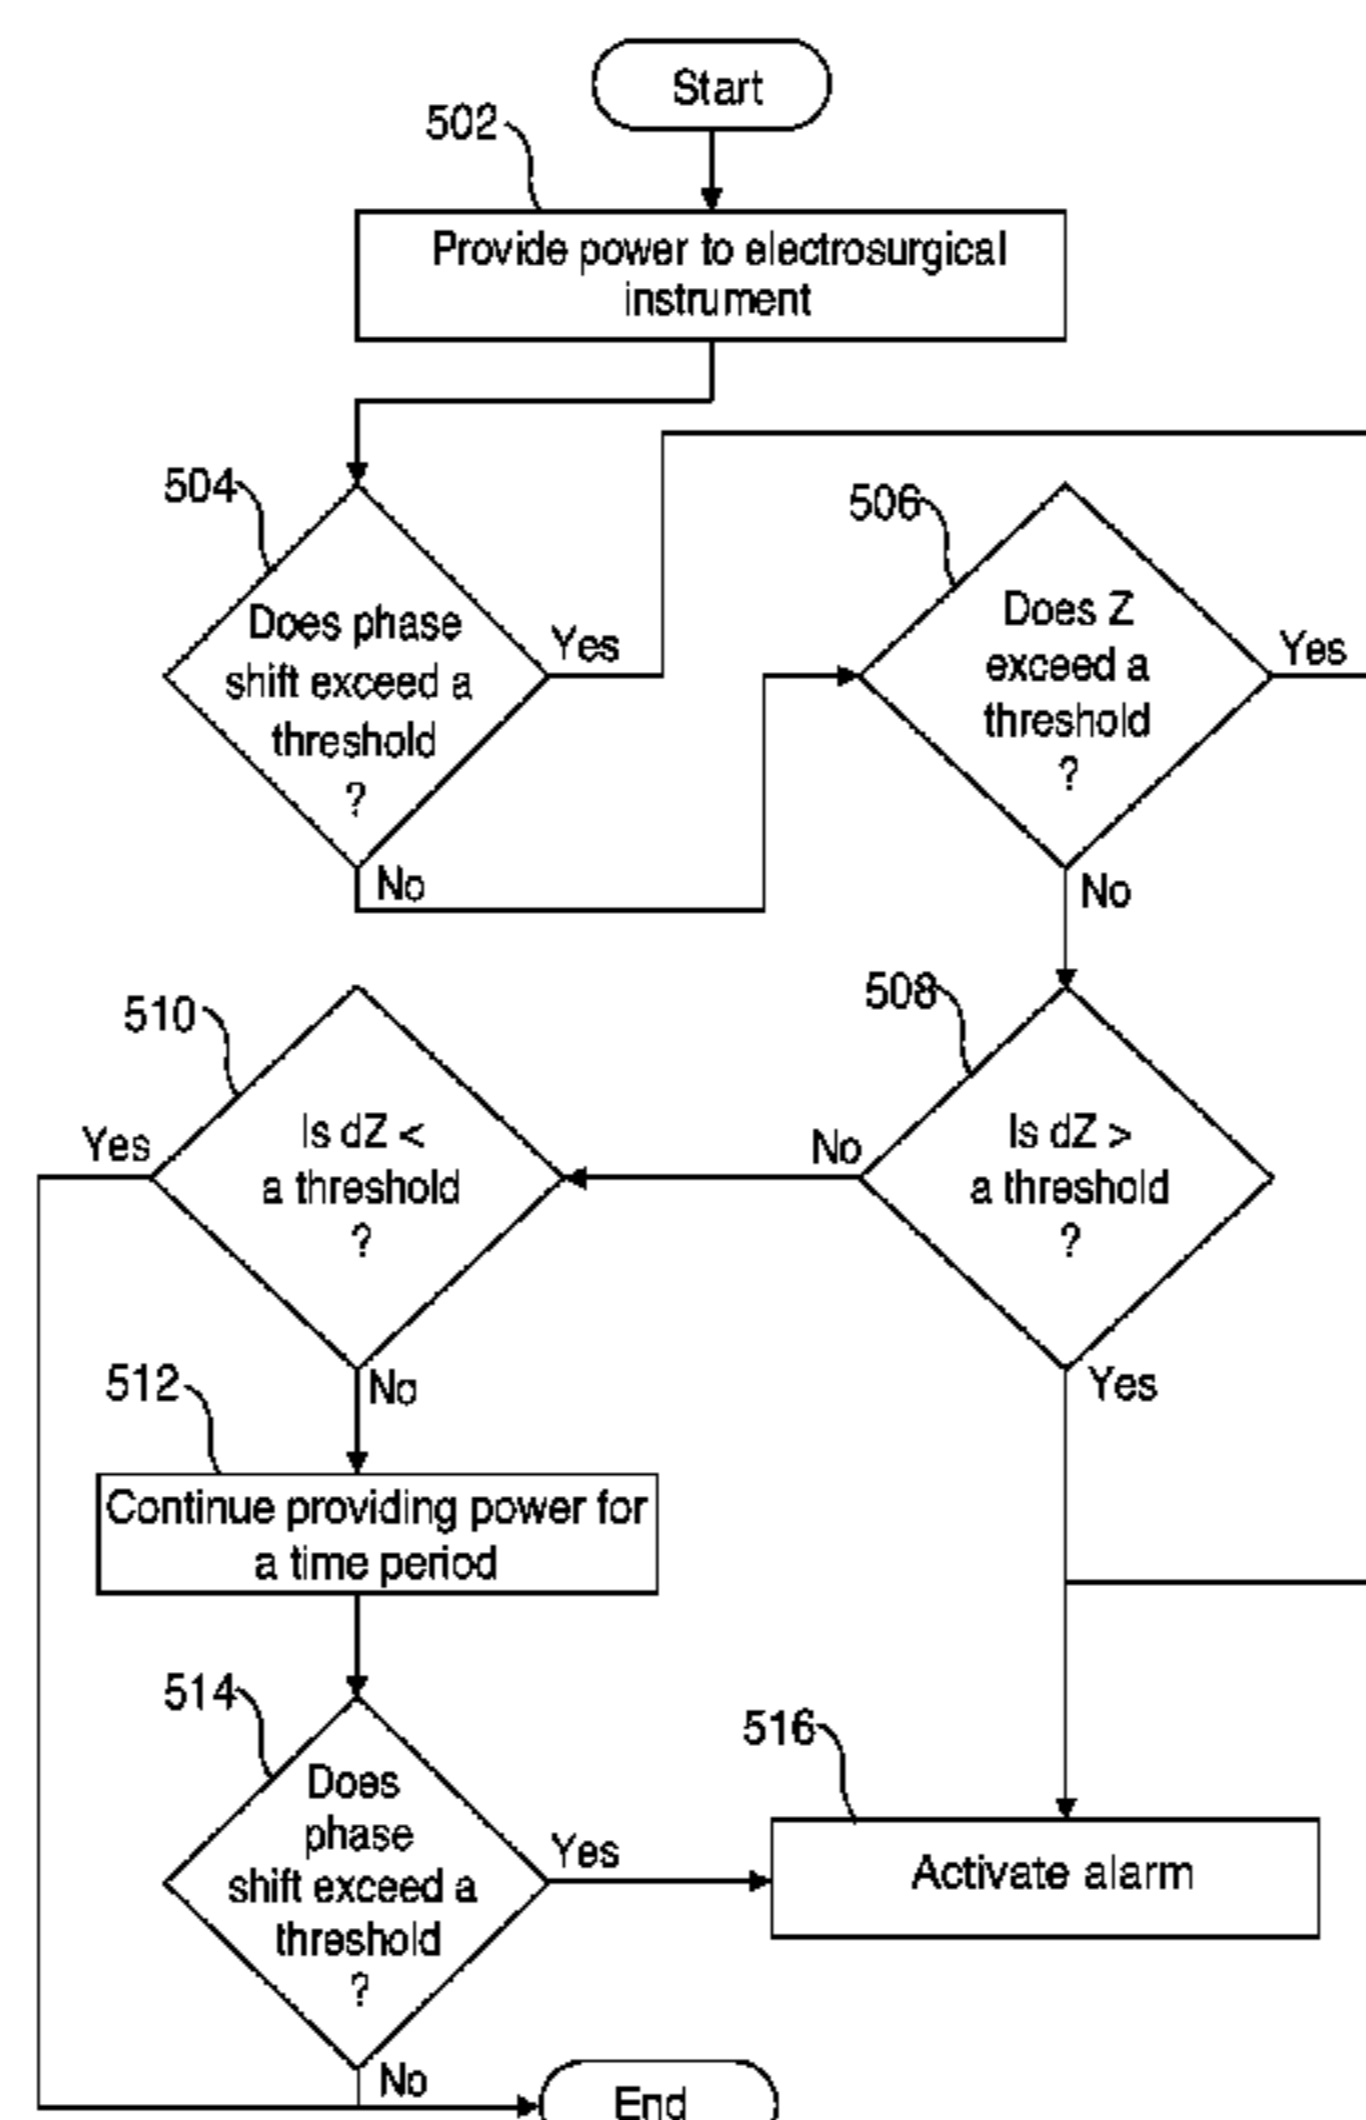 Start
502
Provide power to electrosurgical
instrument
504
Does phase
shift exceed a
threshold
?
Yes
No
506
Does Z
exceed a
threshold
?
Yes
No
508
Is dZ >
a threshold
?
No
Yes
510
Is dZ <
a threshold
?
Yes
No
512
Continue providing power for
a time period
514
Does
phase
shift exceed a
threshold
?
Yes
No
516
Activate alarm
End